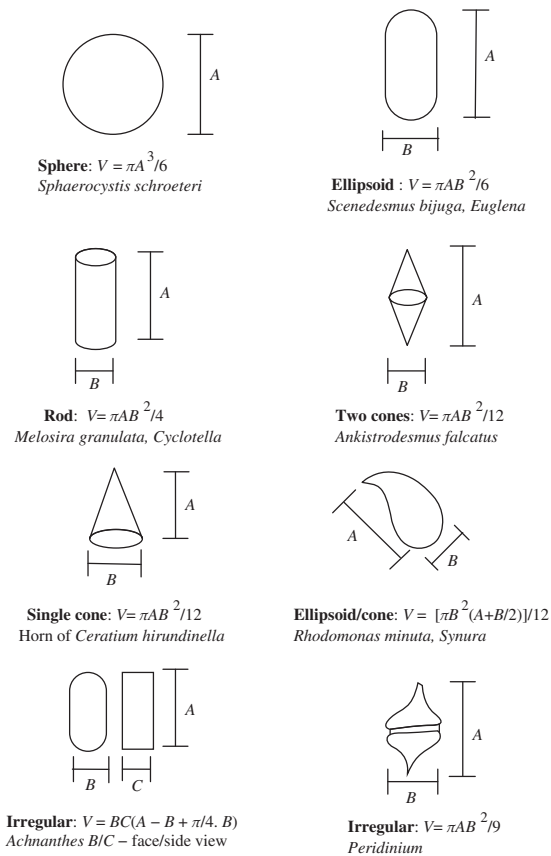 A
Sphere: V = πA³/6
Sphaerocystis schroeteri
A
B
Ellipsoid : V = πAB²/6
Scenedesmus bijuga, Euglena
A
B
Rod: V= πAB²/4
Melosira granulata, Cyclotella
A
B
Two cones: V= πAB²/12
Ankistrodesmus falcatus
A
B
Single cone: V= πAB²/12
Horn of Ceratium hirundinella
A
B
Ellipsoid/cone: V = [πB²(A+B/2)]/12
Rhodomonas minuta, Synura
A
B
C
Irregular: V = BC(A − B + π/4. B)
Achnanthes B/C – face/side view
A
B
Irregular: V= πAB²/9
Peridinium